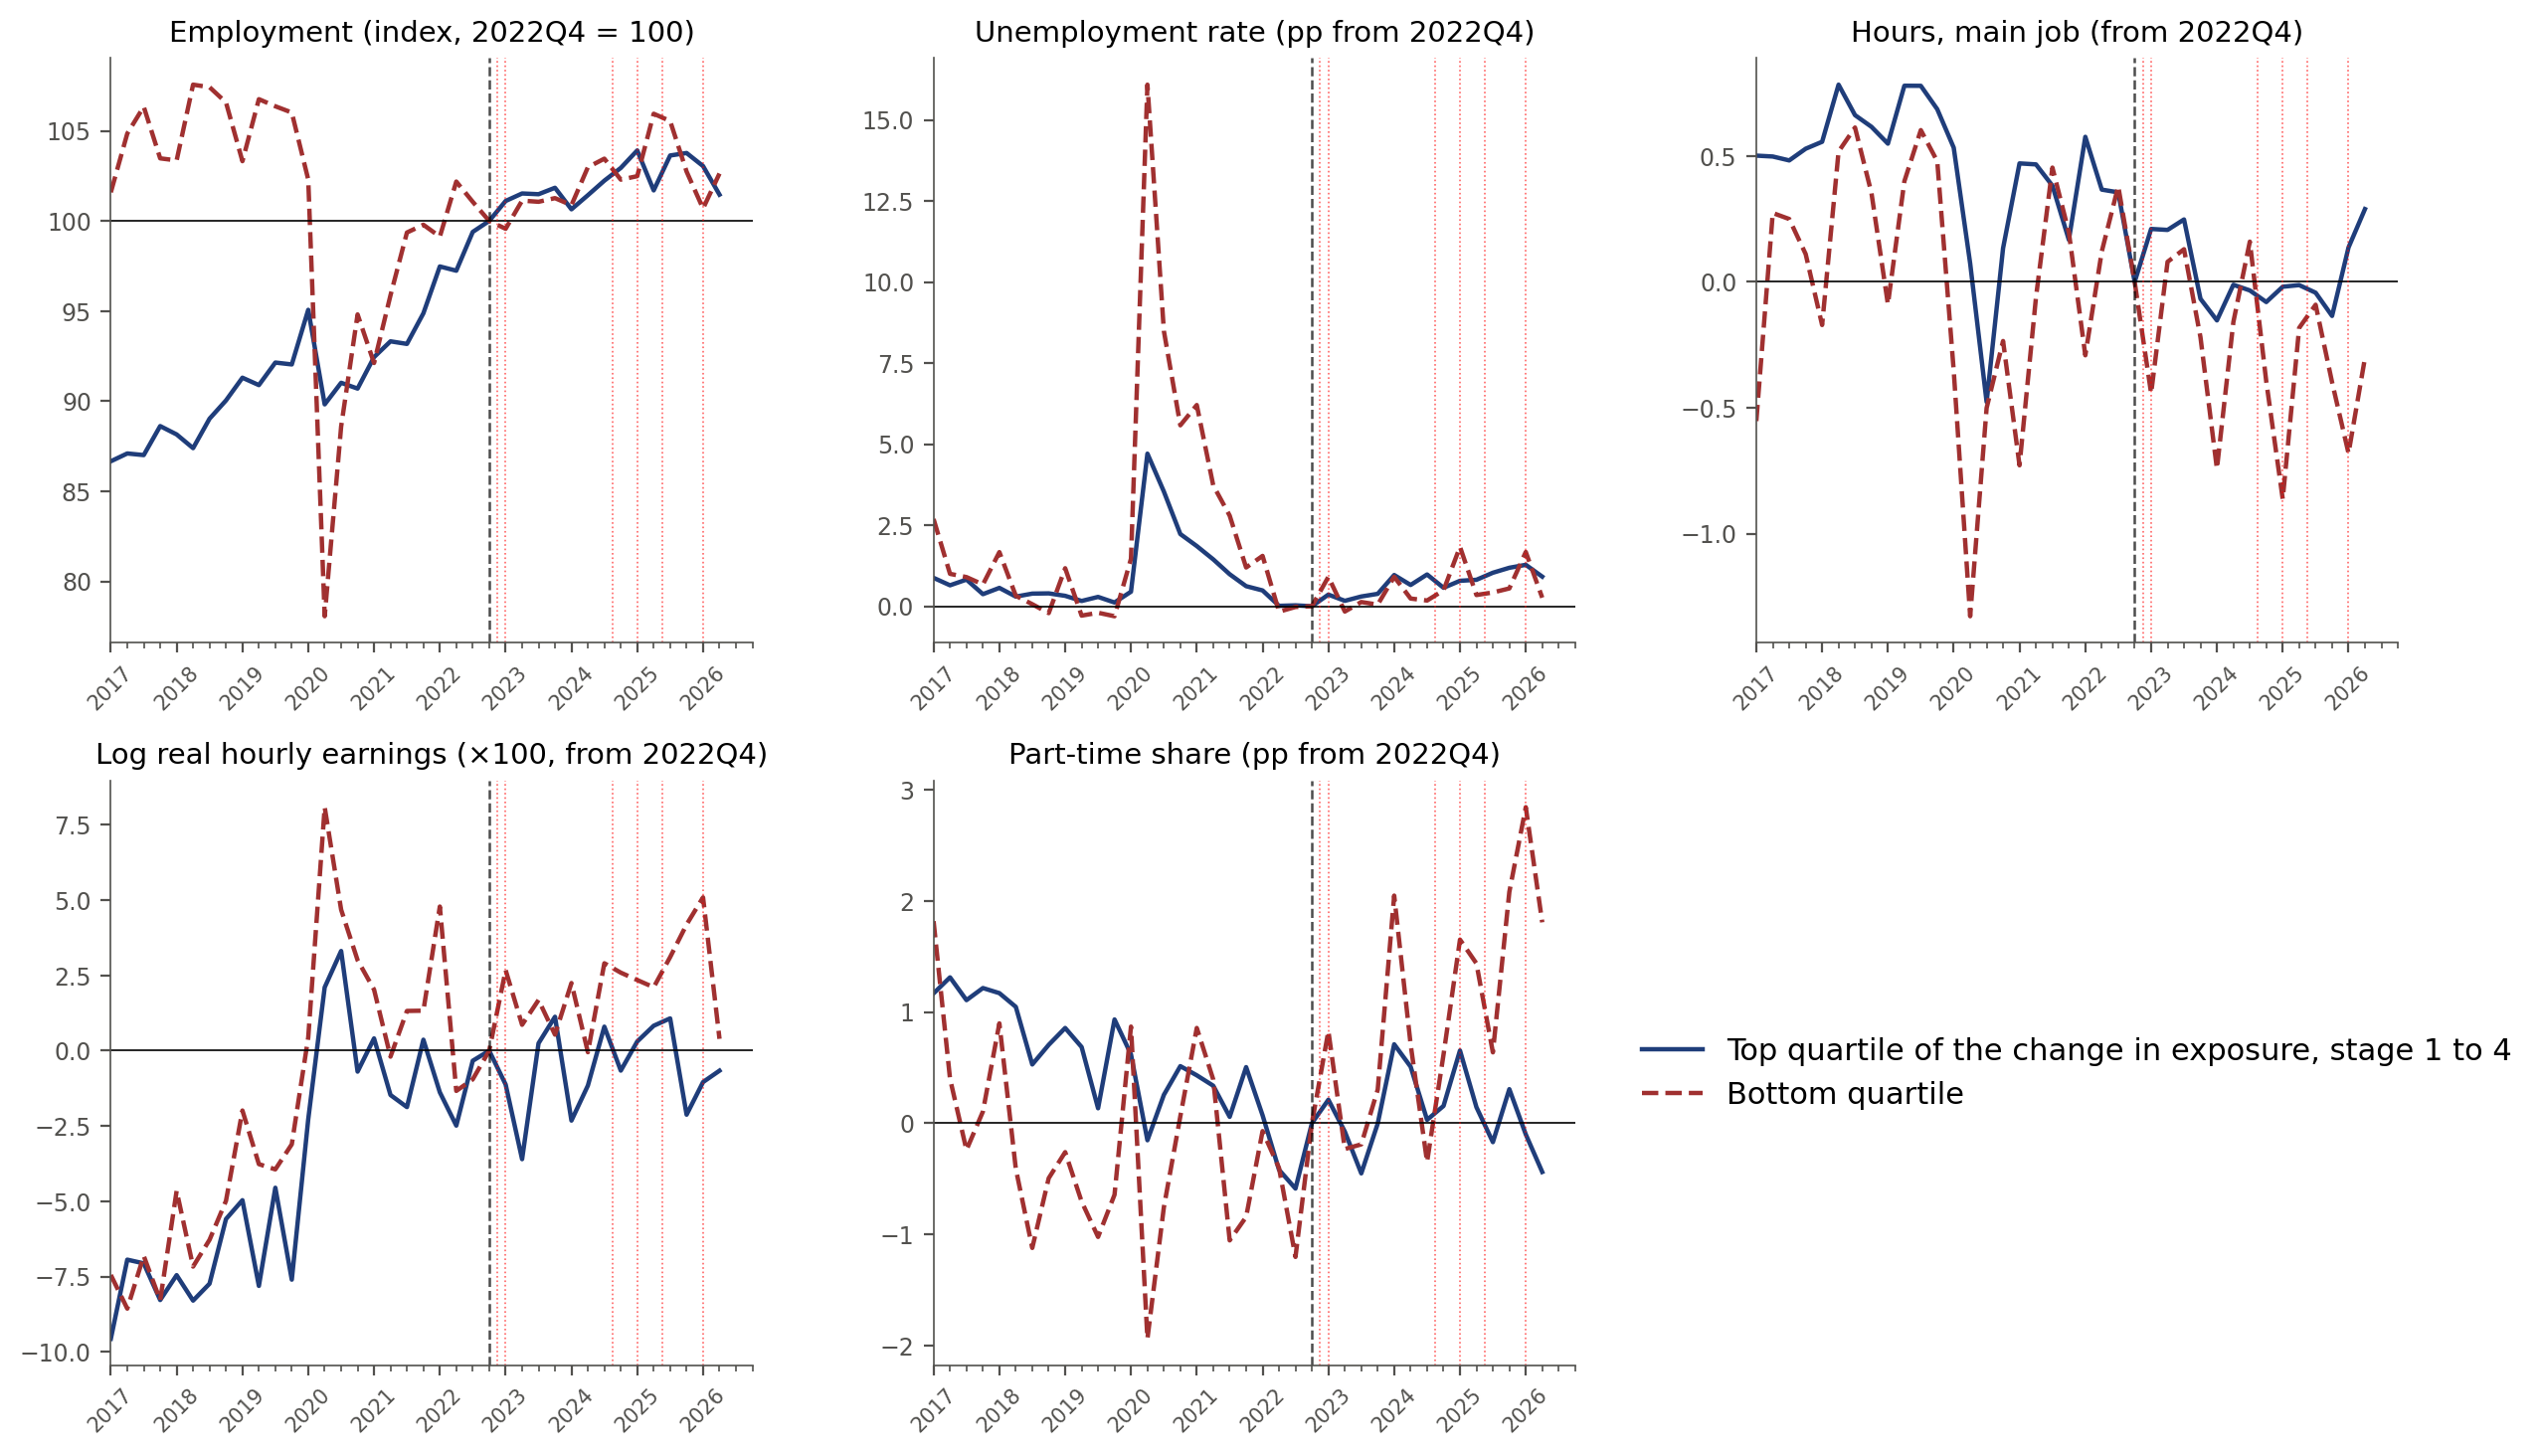 Employment (index, 2022Q4 = 100)
105
100
95
90
85
80
2017 2018 2019 2020 2021 2022 2023 2024 2025 2026
Unemployment rate (pp from 2022Q4)
15.0
12.5
10.0
7.5
5.0
2.5
0.0
2017 2018 2019 2020 2021 2022 2023 2024 2025 2026
Hours, main job (from 2022Q4)
0.5
0.0
−0.5
−1.0
2017 2018 2019 2020 2021 2022 2023 2024 2025 2026
Log real hourly earnings (×100, from 2022Q4)
7.5
5.0
2.5
0.0
−2.5
−5.0
−7.5
−10.0
2017 2018 2019 2020 2021 2022 2023 2024 2025 2026
Part-time share (pp from 2022Q4)
3
2
1
0
−1
−2
2017 2018 2019 2020 2021 2022 2023 2024 2025 2026
Top quartile of the change in exposure, stage 1 to 4
Bottom quartile